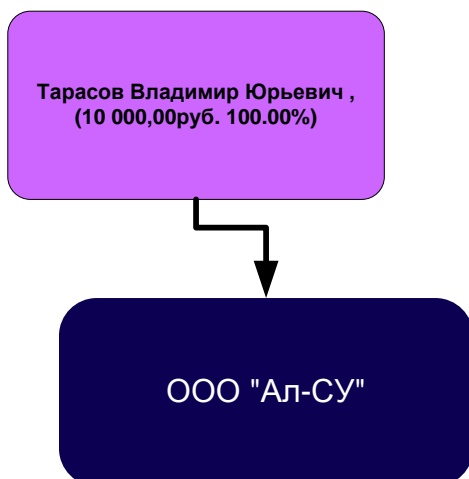 Тарасов Владимир Юрьевич ,
(10 000,00руб. 100.00%)
ООО "Ал-СУ"